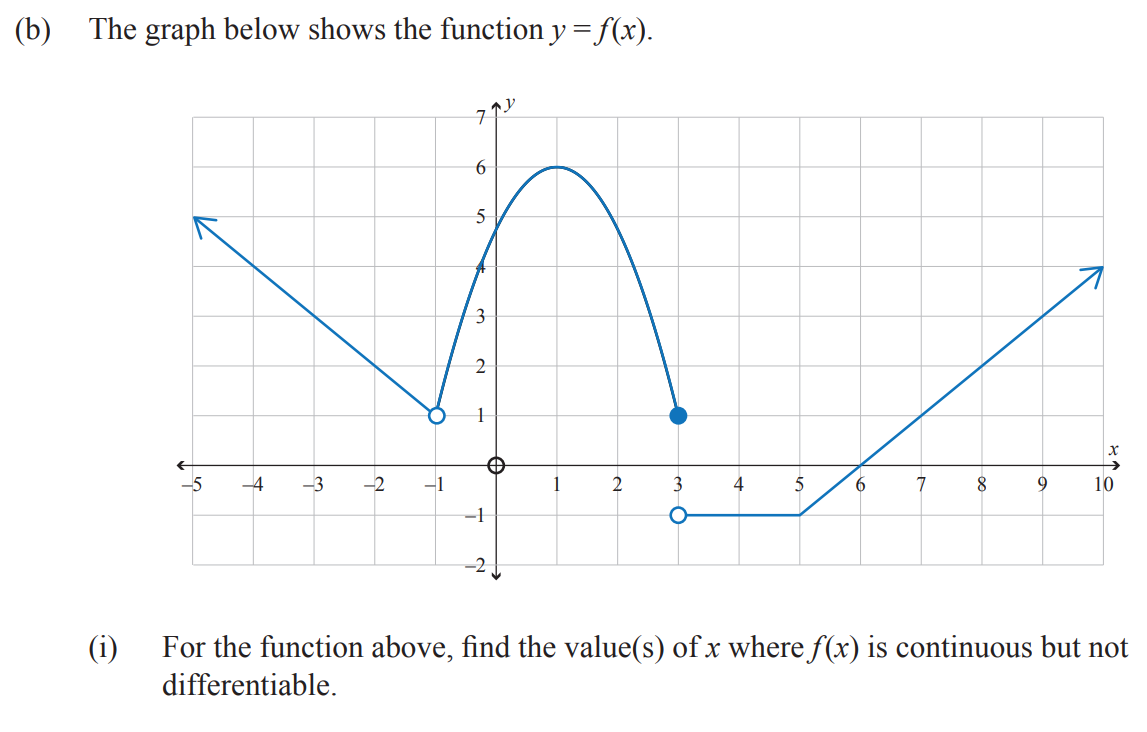 (b) The graph below shows the function y = f(x).
y
7
6
5
4
3
2
1
x
–5 –4 –3 –2 –1 1 2 3 4 5 6 7 8 9 10
–1
–2
(i) For the function above, find the value(s) of x where f(x) is continuous but not
differentiable.